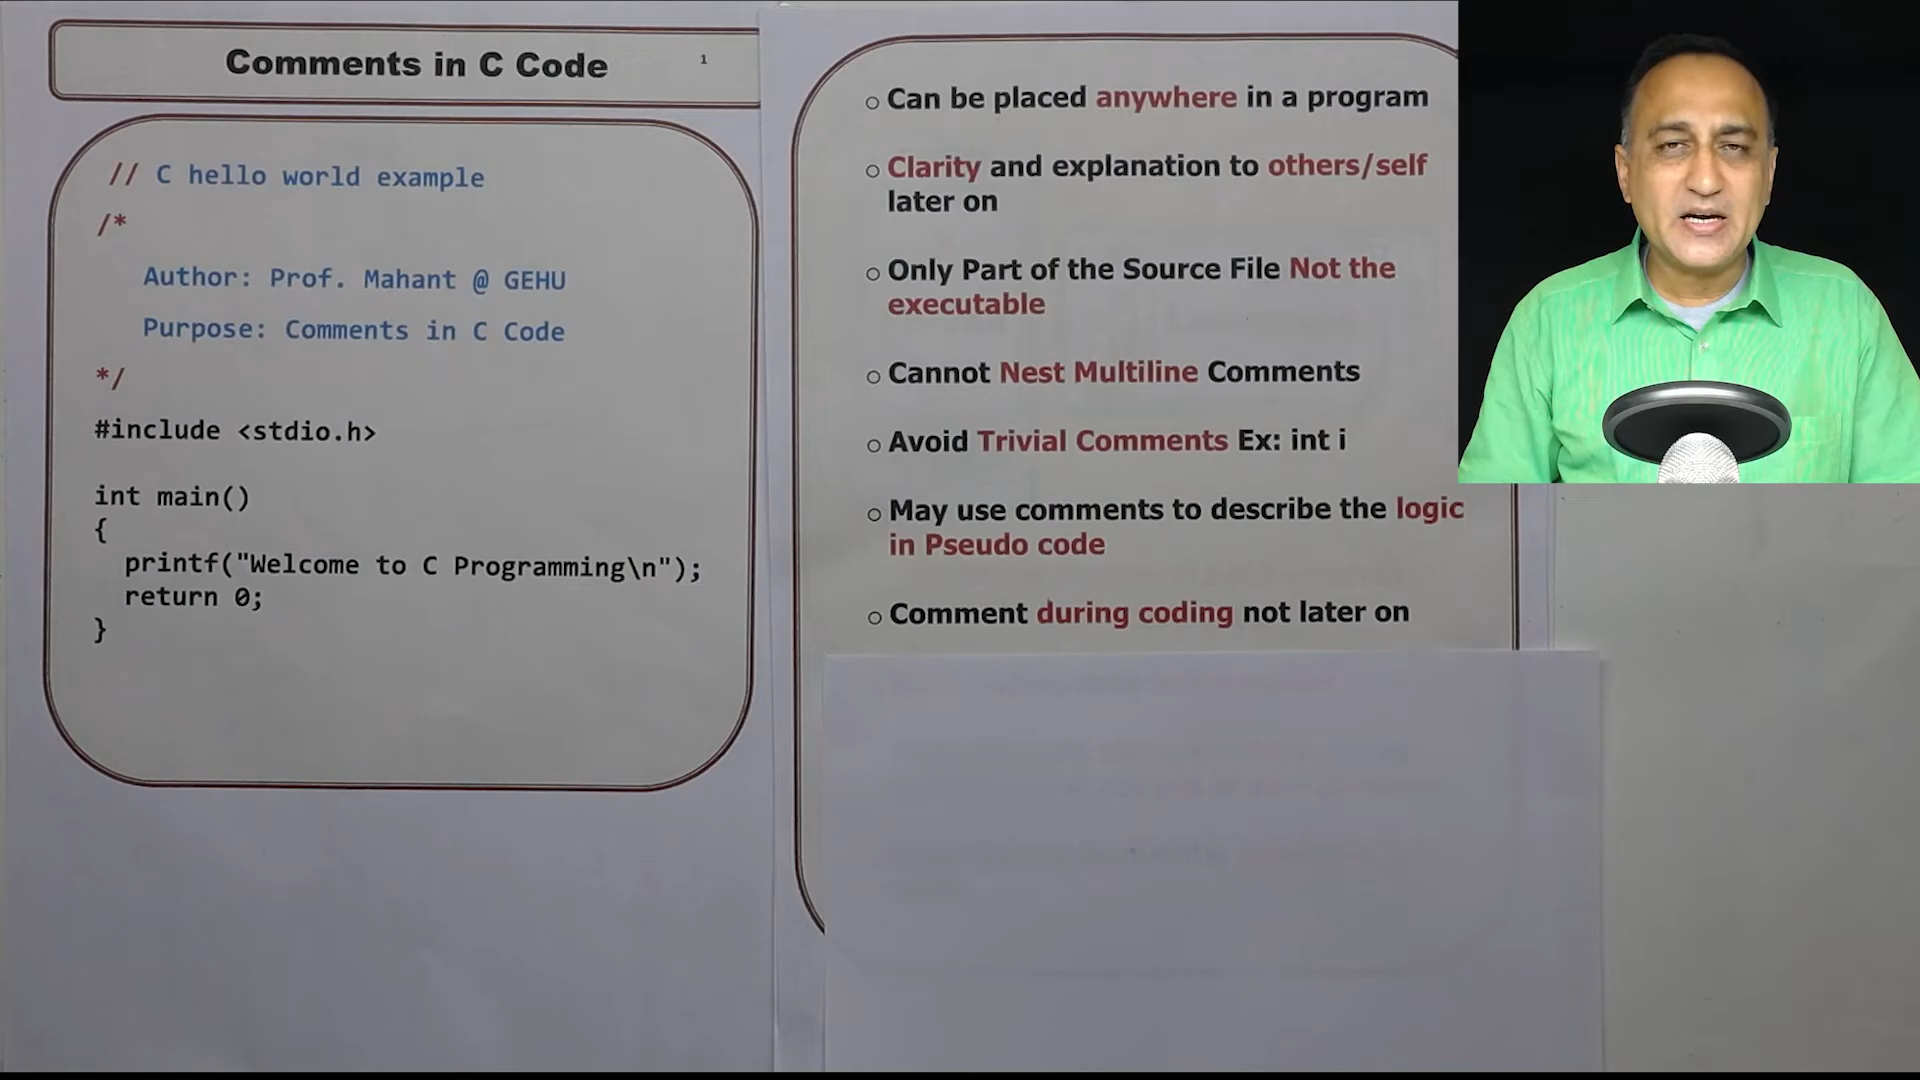 Comments in C Code
1
// C hello world example
/*
Author: Prof. Mahant @ GEHU
Purpose: Comments in C Code
*/
#include <stdio.h>
int main()
{
printf("Welcome to C Programming\n");
return 0;
}
○ Can be placed anywhere in a program
○ Clarity and explanation to others/self
later on
○ Only Part of the Source File Not the
executable
○ Cannot Nest Multiline Comments
○ Avoid Trivial Comments Ex: int i
○ May use comments to describe the logic
in Pseudo code
○ Comment during coding not later on